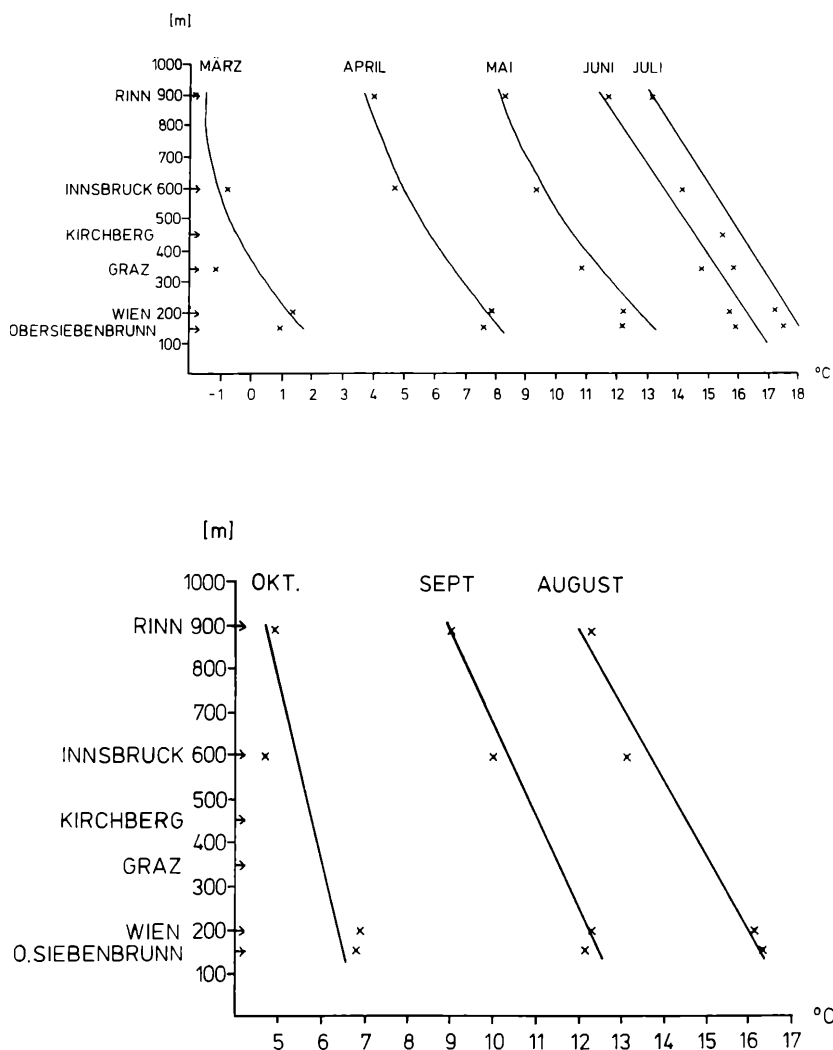 [m]
1000 MÄRZ APRIL MAI JUNI JULI
RINN 900
800
700
INNSBRUCK 600
500
KIRCHBERG
400
GRAZ
300
WIEN 200
OBERSIEBENBRUNN
100
°C
-1 0 1 2 3 4 5 6 7 8 9 10 11 12 13 14 15 16 17 18
[m]
1000 OKT. SEPT AUGUST
RINN 900
800
700
INNSBRUCK 600
500
KIRCHBERG
400
GRAZ
300
WIEN 200
O.SIEBENBRUNN
100
°C
5 6 7 8 9 10 11 12 13 14 15 16 17